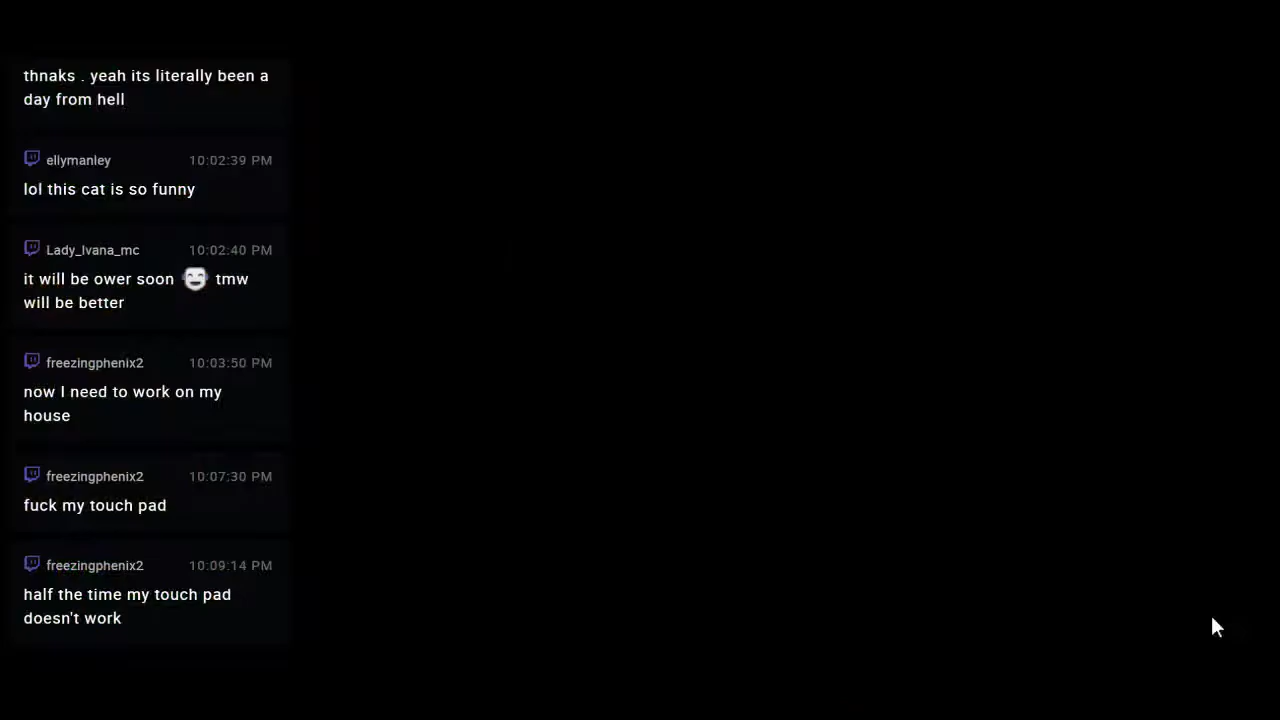 thnaks . yeah its literally been a
day from hell
ellymanley 10:02:39 PM
lol this cat is so funny
Lady_Ivana_mc 10:02:40 PM
it will be ower soon tmw
will be better
freezingphenix2 10:03:50 PM
now I need to work on my
house
freezingphenix2 10:07:30 PM
fuck my touch pad
freezingphenix2 10:09:14 PM
half the time my touch pad
doesn't work